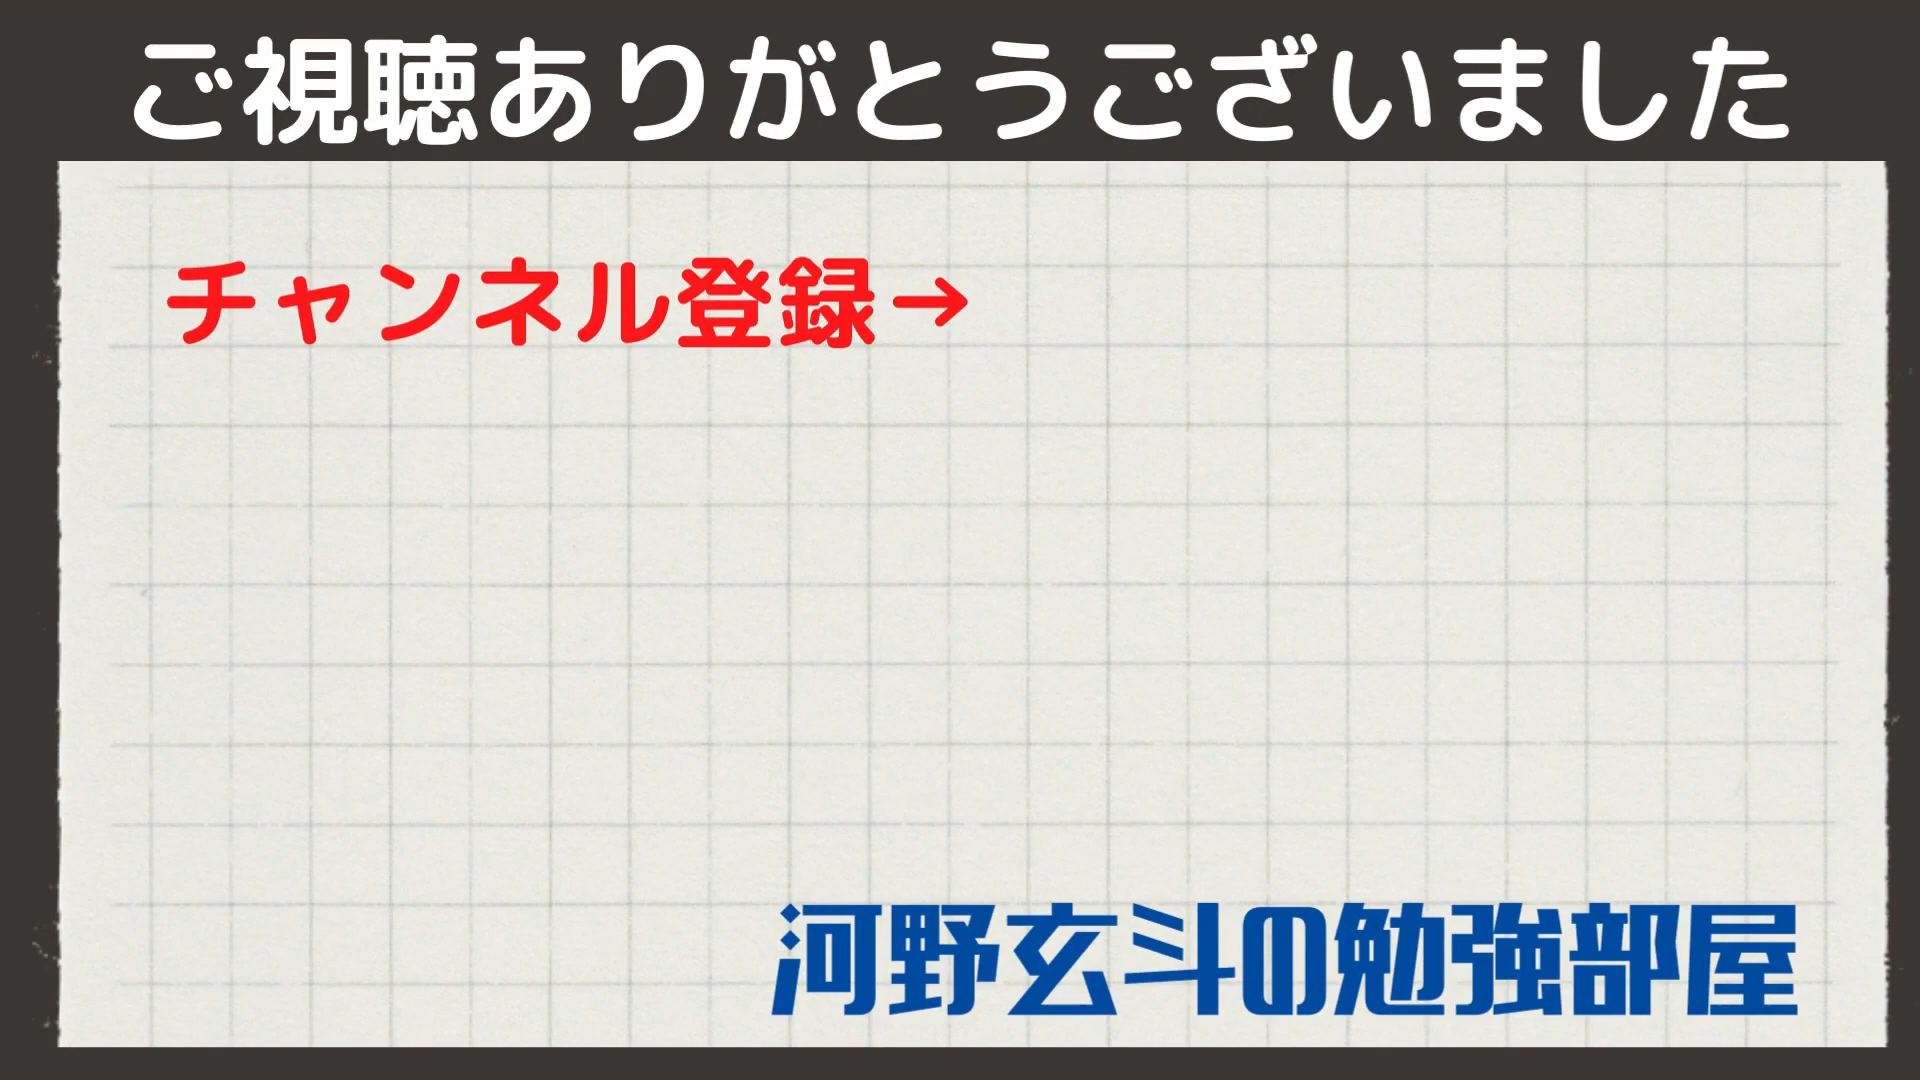 ご視聴ありがとうございました
チャンネル登録→
河野玄斗の勉強部屋